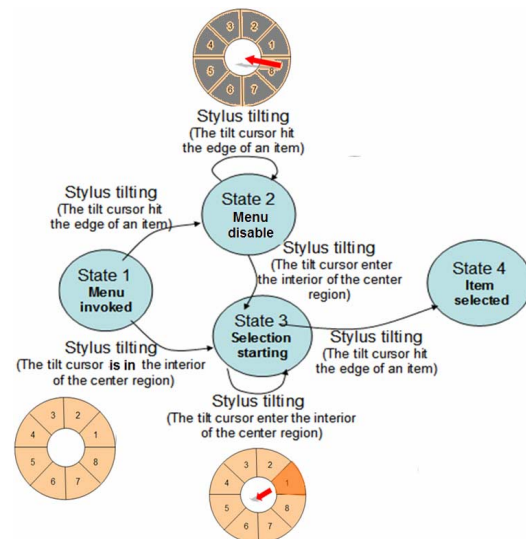 3 2
4 1
5 8
6 7
Stylus tilting
(The tilt cursor hit
the edge of an item)
Stylus tilting
(The tilt cursor hit
the edge of an item)
State 2
Menu
disable
Stylus tilting
(The tilt cursor enter
the interior of the center
region)
State 1
Menu
invoked
State 4
Item
selected
State 3
Selection
starting
Stylus tilting
(The tilt cursor is in the interior
of the center region)
Stylus tilting
(The tilt cursor hit
the edge of an item)
Stylus tilting
(The tilt cursor enter the interior
of the center region)
3 2
4 1
5 8
6 7
3 2
4 1
5 8
6 7